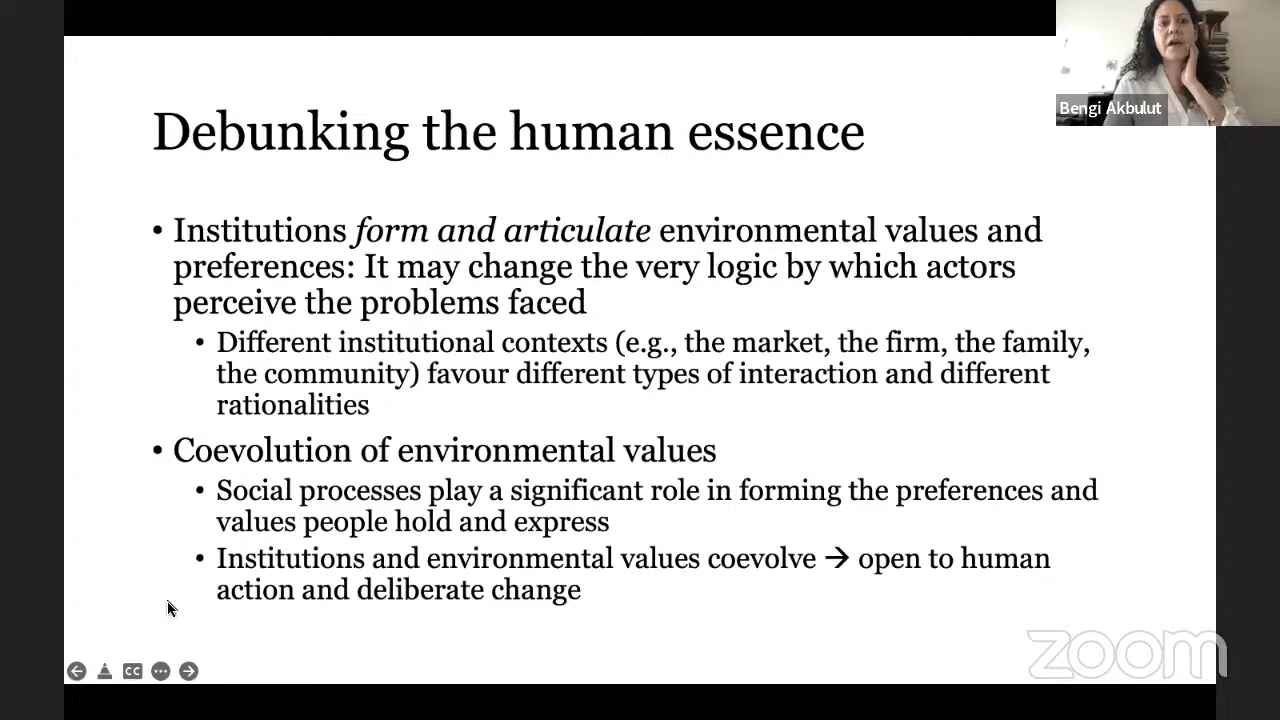 Bengi Akbulut
Debunking the human essence
• Institutions form and articulate environmental values and
preferences: It may change the very logic by which actors
perceive the problems faced
• Different institutional contexts (e.g., the market, the firm, the family,
the community) favour different types of interaction and different
rationalities
• Coevolution of environmental values
• Social processes play a significant role in forming the preferences and
values people hold and express
• Institutions and environmental values coevolve → open to human
action and deliberate change
CC
zoom